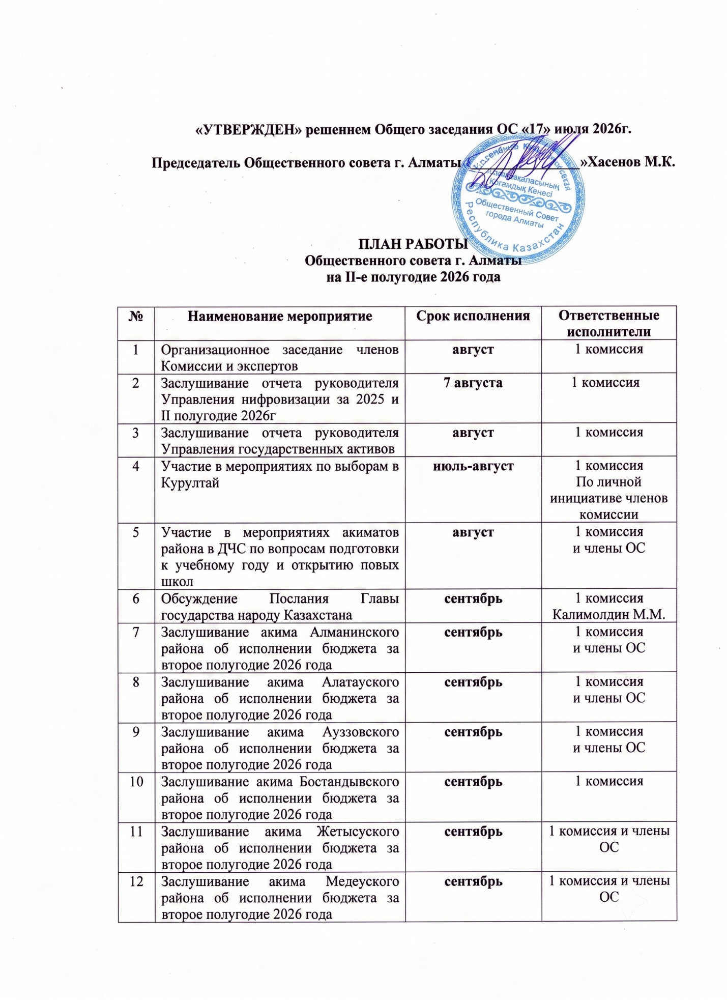 «УТВЕРЖДЕН» решеннем Общего заседания ОС «17» июля 2026г.
Председатель Общественного совета г. Алматы «_______________»Хасенов М.К.
қаласының
Қоғамдық Кеңесі
Общественный Совет
города Алматы
Республика Казахстан
ПЛАН РАБОТЫ
Общественного совета г. Алматы
на II-е полугодие 2026 года
№ Наименование мероприятие Срок исполнения Ответственные
исполнители
1 Организационное заседание членов август 1 комиссия
Комиссии и экспертов
2 Заслушивание отчета руководителя 7 августа 1 комиссия
Управления нифровизации за 2025 и
II полугодие 2026г
3 Заслушивание отчета руководителя август 1 комиссия
Управления государственных активов
4 Участие в мероприятиях по выборам в июль-август 1 комиссия
Курултай По личной
инициативе членов
комиссии
5 Участие в мероприятиях акиматов август 1 комиссия
района в ДЧС по вопросам подготовки и члены ОС
к учебному году и открытию повых
школ
6 Обсуждение Послания Главы сентябрь 1 комиссия
государства народу Казахстана Калимолдин М.М.
7 Заслушивание акима Алманинского сентябрь 1 комиссия
района об исполнении бюджета за и члены ОС
второе полугодие 2026 года
8 Заслушивание акима Алатауского сентябрь 1 комиссия
района об исполнении бюджета за и члены ОС
второе полугодие 2026 года
9 Заслушивание акима Ауззовского сентябрь 1 комиссия
района об исполнении бюджета за и члены ОС
второе полугодие 2026 года
10 Заслушивание акима Бостандывского сентябрь 1 комиссия
района об исполнении бюджета за
второе полугодие 2026 года
11 Заслушивание акима Жетысуского сентябрь 1 комиссия и члены
района об исполнении бюджета за ОС
второе полугодие 2026 года
12 Заслушивание акима Медеуского сентябрь 1 комиссия и члены
района об исполнении бюджета за ОС
второе полугодие 2026 года